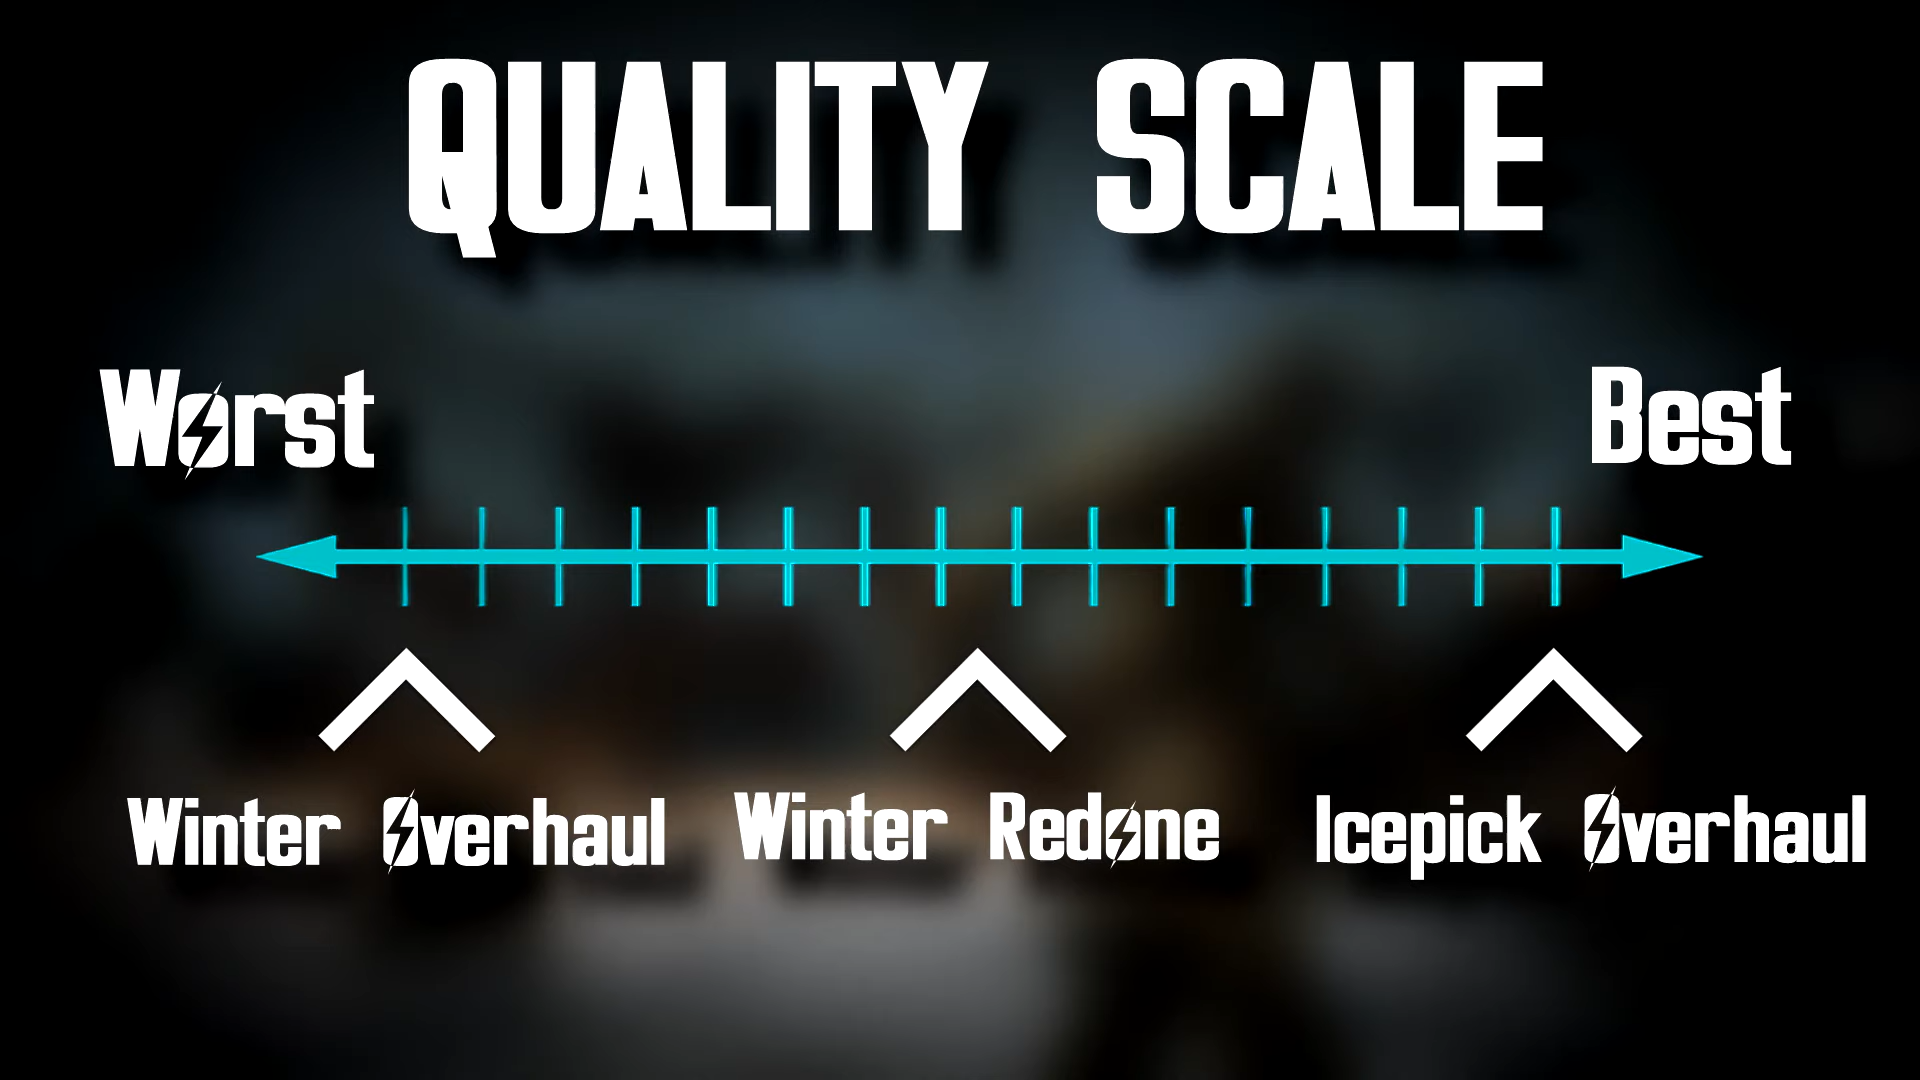 QUALITY SCALE
Worst
Best
Winter Overhaul
Winter Redone
Icepick Overhaul